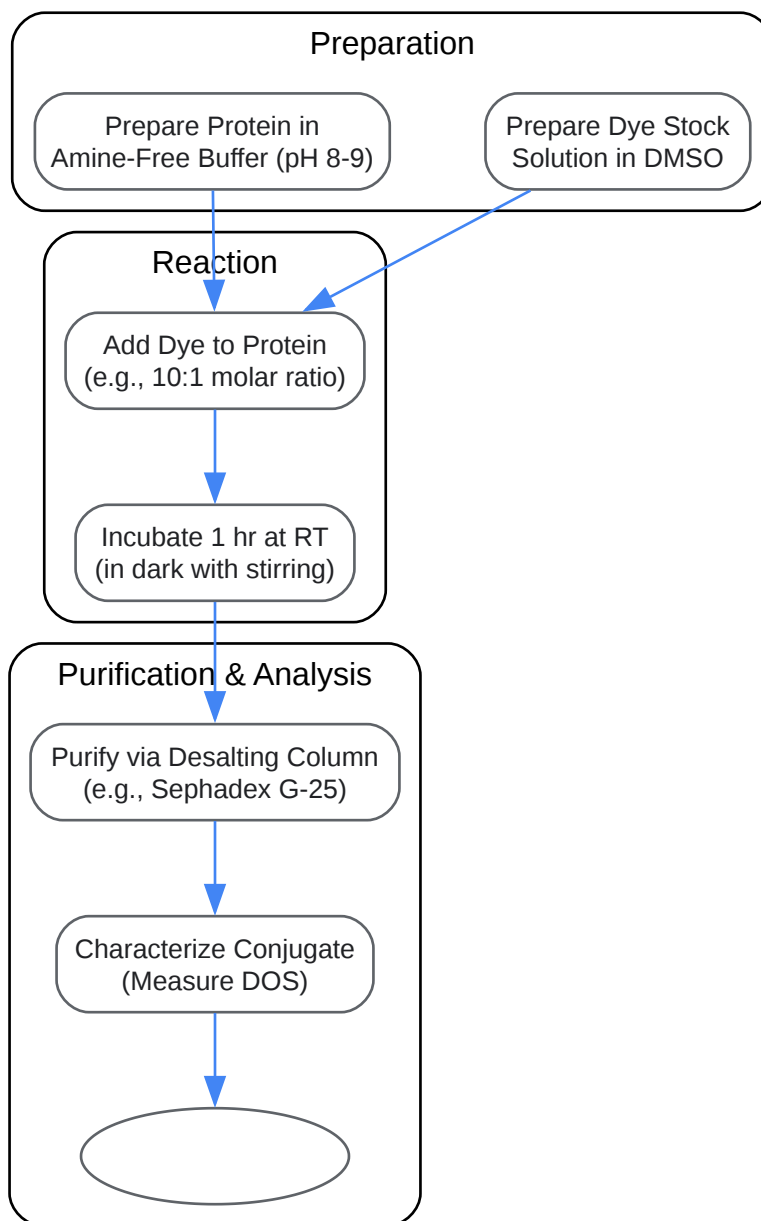 Preparation
Prepare Protein in
Amine-Free Buffer (pH 8-9)
Prepare Dye Stock
Solution in DMSO
Reaction
Add Dye to Protein
(e.g., 10:1 molar ratio)
Incubate 1 hr at RT
(in dark with stirring)
Purification & Analysis
Purify via Desalting Column
(e.g., Sephadex G-25)
Characterize Conjugate
(Measure DOS)